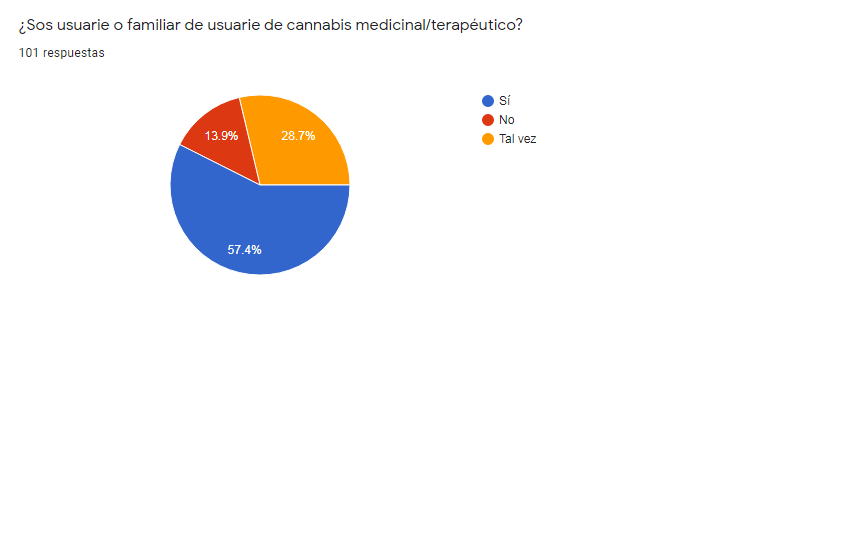 ¿Sos usuarie o familiar de usuarie de cannabis medicinal/terapéutico?
101 respuestas
Sí
No
Tal vez
13.9%
28.7%
57.4%